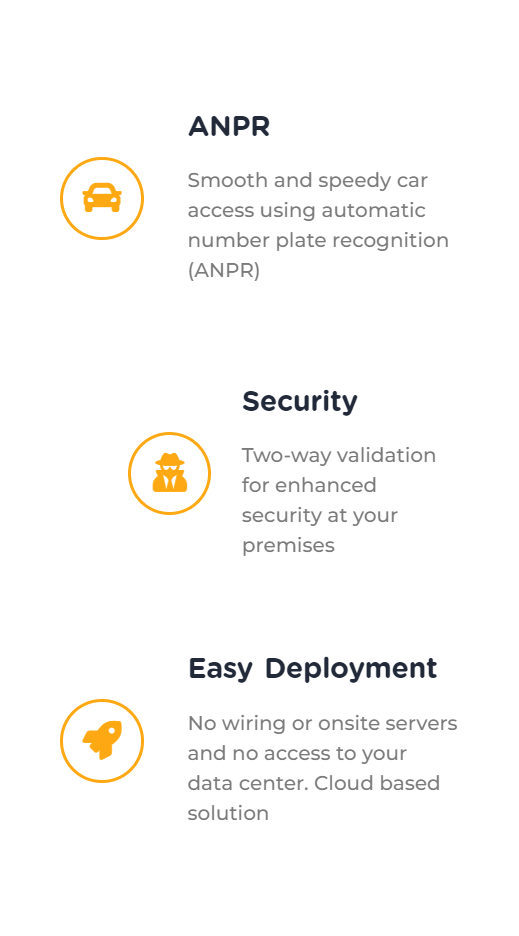 ANPR
Smooth and speedy car
access using automatic
number plate recognition
(ANPR)
Security
Two-way validation
for enhanced
security at your
premises
Easy Deployment
No wiring or onsite servers
and no access to your
data center. Cloud based
solution